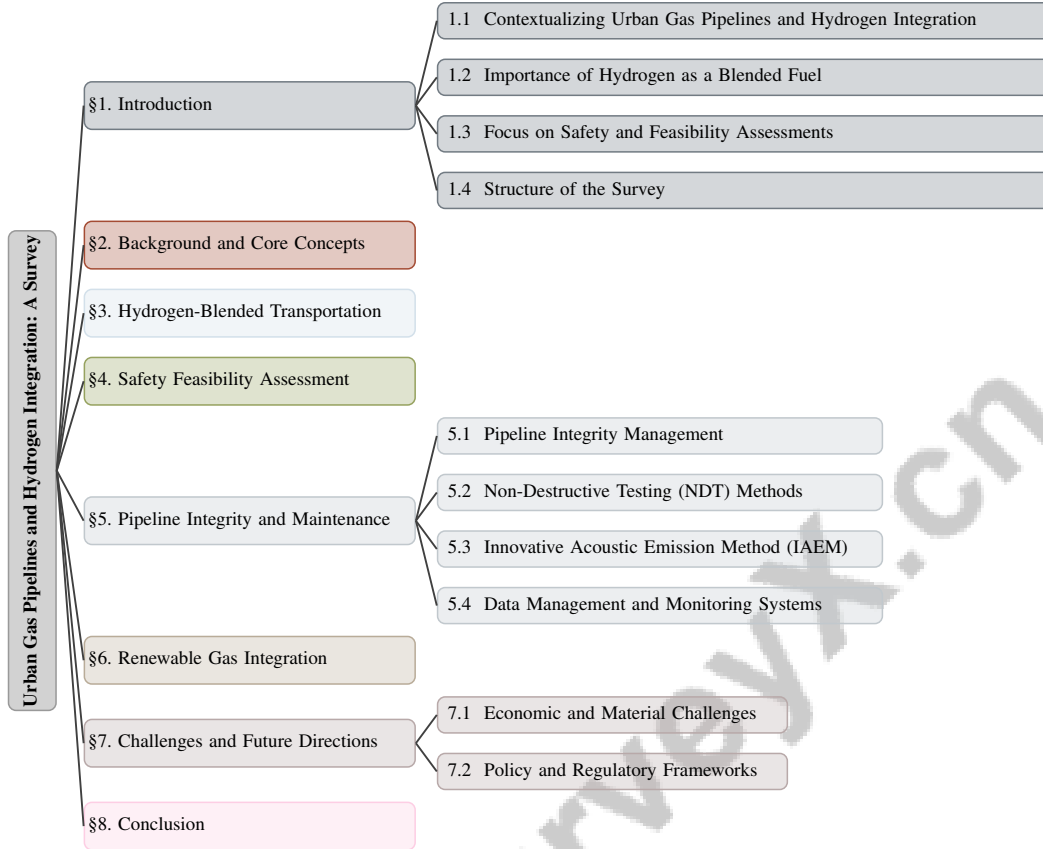 Urban Gas Pipelines and Hydrogen Integration: A Survey
§1. Introduction
1.1 Contextualizing Urban Gas Pipelines and Hydrogen Integration
1.2 Importance of Hydrogen as a Blended Fuel
1.3 Focus on Safety and Feasibility Assessments
1.4 Structure of the Survey
§2. Background and Core Concepts
§3. Hydrogen-Blended Transportation
§4. Safety Feasibility Assessment
§5. Pipeline Integrity and Maintenance
5.1 Pipeline Integrity Management
5.2 Non-Destructive Testing (NDT) Methods
5.3 Innovative Acoustic Emission Method (IAEM)
5.4 Data Management and Monitoring Systems
§6. Renewable Gas Integration
§7. Challenges and Future Directions
7.1 Economic and Material Challenges
7.2 Policy and Regulatory Frameworks
§8. Conclusion
urveyx.cn